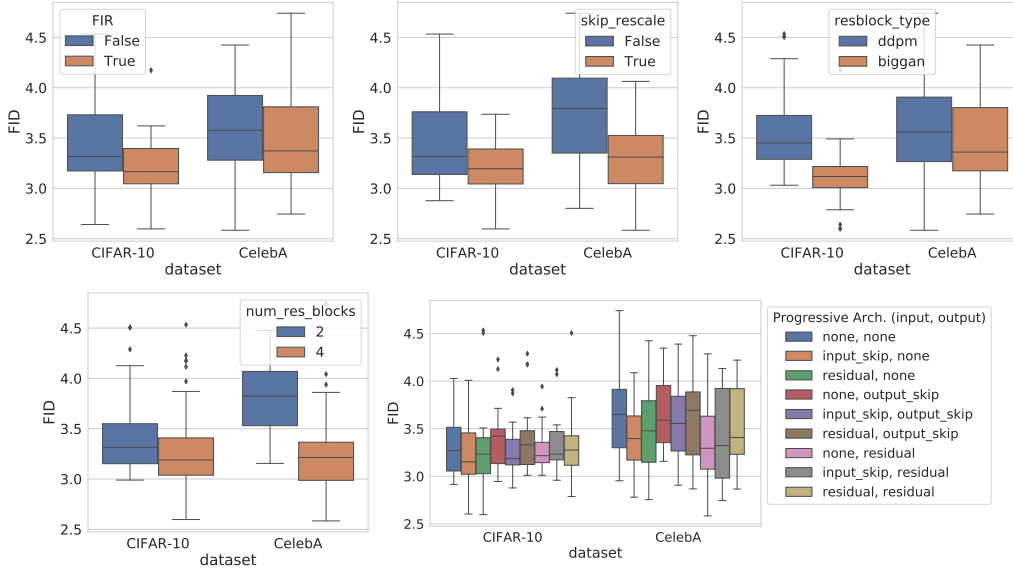 FIR
False
True
4.5
4.0
3.5
3.0
2.5
FID
CIFAR-10 CelebA
dataset
skip_rescale
False
True
4.5
4.0
3.5
3.0
2.5
FID
CIFAR-10 CelebA
dataset
resblock_type
ddpm
biggan
4.5
4.0
3.5
3.0
2.5
FID
CIFAR-10 CelebA
dataset
num_res_blocks
2
4
4.5
4.0
3.5
3.0
2.5
FID
CIFAR-10 CelebA
dataset
4.5
4.0
3.5
3.0
2.5
FID
CIFAR-10 CelebA
dataset
Progressive Arch. (input, output)
none, none
input_skip, none
residual, none
none, output_skip
input_skip, output_skip
residual, output_skip
none, residual
input_skip, residual
residual, residual